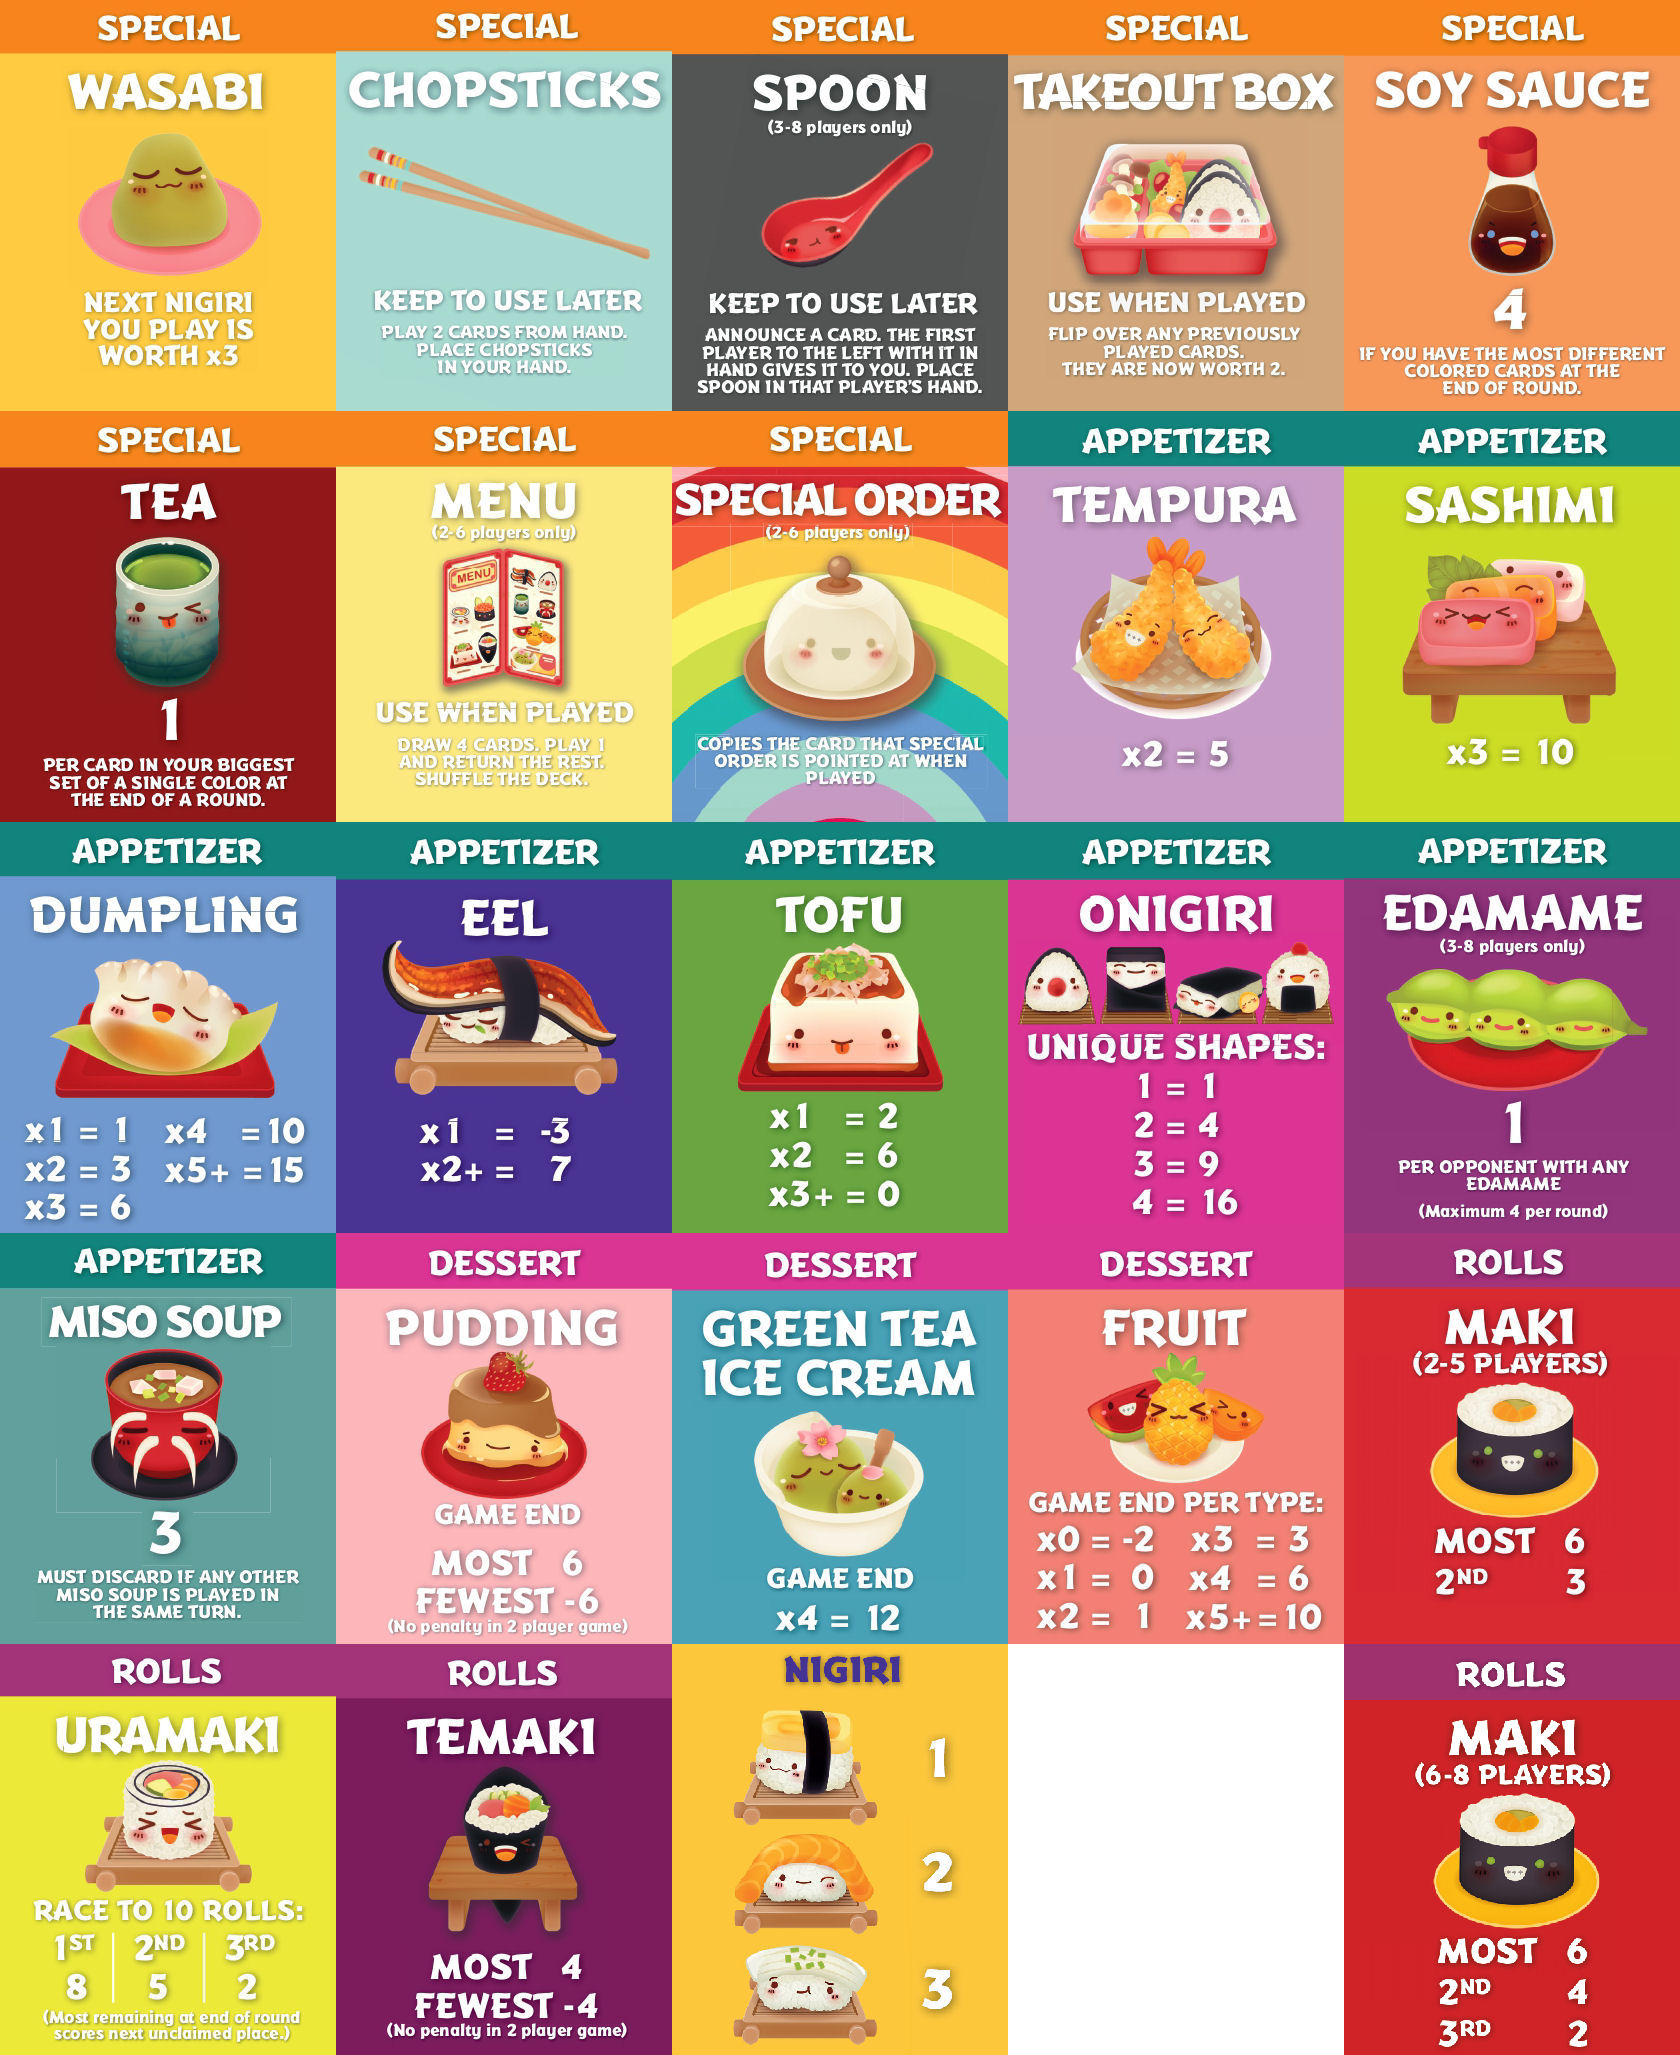 SPECIAL
WASABI
NEXT NIGIRI
YOU PLAY IS
WORTH x3
SPECIAL
CHOPSTICKS
KEEP TO USE LATER
PLAY 2 CARDS FROM HAND.
PLACE CHOPSTICKS
IN YOUR HAND.
SPECIAL
SPOON
(3-8 players only)
KEEP TO USE LATER
ANNOUNCE A CARD. THE FIRST
PLAYER TO THE LEFT WITH IT IN
HAND GIVES IT TO YOU. PLACE
SPOON IN THAT PLAYER'S HAND.
SPECIAL
TAKEOUT BOX
USE WHEN PLAYED
FLIP OVER ANY PREVIOUSLY
PLAYED CARDS.
THEY ARE NOW WORTH 2.
SPECIAL
SOY SAUCE
4
IF YOU HAVE THE MOST DIFFERENT
COLORED CARDS AT THE
END OF ROUND.
SPECIAL
TEA
1
PER CARD IN YOUR BIGGEST
SET OF A SINGLE COLOR AT
THE END OF A ROUND.
SPECIAL
MENU
(2-6 players only)
MENU
USE WHEN PLAYED
DRAW 4 CARDS. PLAY 1
AND RETURN THE REST.
SHUFFLE THE DECK.
SPECIAL
SPECIAL ORDER
(2-6 players only)
COPIES THE CARD THAT SPECIAL
ORDER IS POINTED AT WHEN
PLAYED
APPETIZER
TEMPURA
x2 = 5
APPETIZER
SASHIMI
x3 = 10
APPETIZER
DUMPLING
x1 = 1 x4 = 10
x2 = 3 x5+ = 15
x3 = 6
APPETIZER
EEL
x1 = -3
x2+ = 7
APPETIZER
TOFU
x1 = 2
x2 = 6
x3+ = 0
APPETIZER
ONIGIRI
UNIQUE SHAPES:
1 = 1
2 = 4
3 = 9
4 = 16
APPETIZER
EDAMAME
(3-8 players only)
1
PER OPPONENT WITH ANY
EDAMAME
(Maximum 4 per round)
APPETIZER
MISO SOUP
3
MUST DISCARD IF ANY OTHER
MISO SOUP IS PLAYED IN
THE SAME TURN.
DESSERT
PUDDING
GAME END
MOST 6
FEWEST -6
(No penalty in 2 player game)
DESSERT
GREEN TEA
ICE CREAM
GAME END
x4 = 12
DESSERT
FRUIT
GAME END PER TYPE:
x0 = -2 x3 = 3
x1 = 0 x4 = 6
x2 = 1 x5+ = 10
ROLLS
MAKI
(2-5 PLAYERS)
MOST 6
2ND 3
ROLLS
URAMAKI
RACE TO 10 ROLLS:
1ST 2ND 3RD
8 5 2
(Most remaining at end of round
scores next unclaimed place.)
ROLLS
TEMAKI
MOST 4
FEWEST -4
(No penalty in 2 player game)
NIGIRI
1
2
3
ROLLS
MAKI
(6-8 PLAYERS)
MOST 6
2ND 4
3RD 2